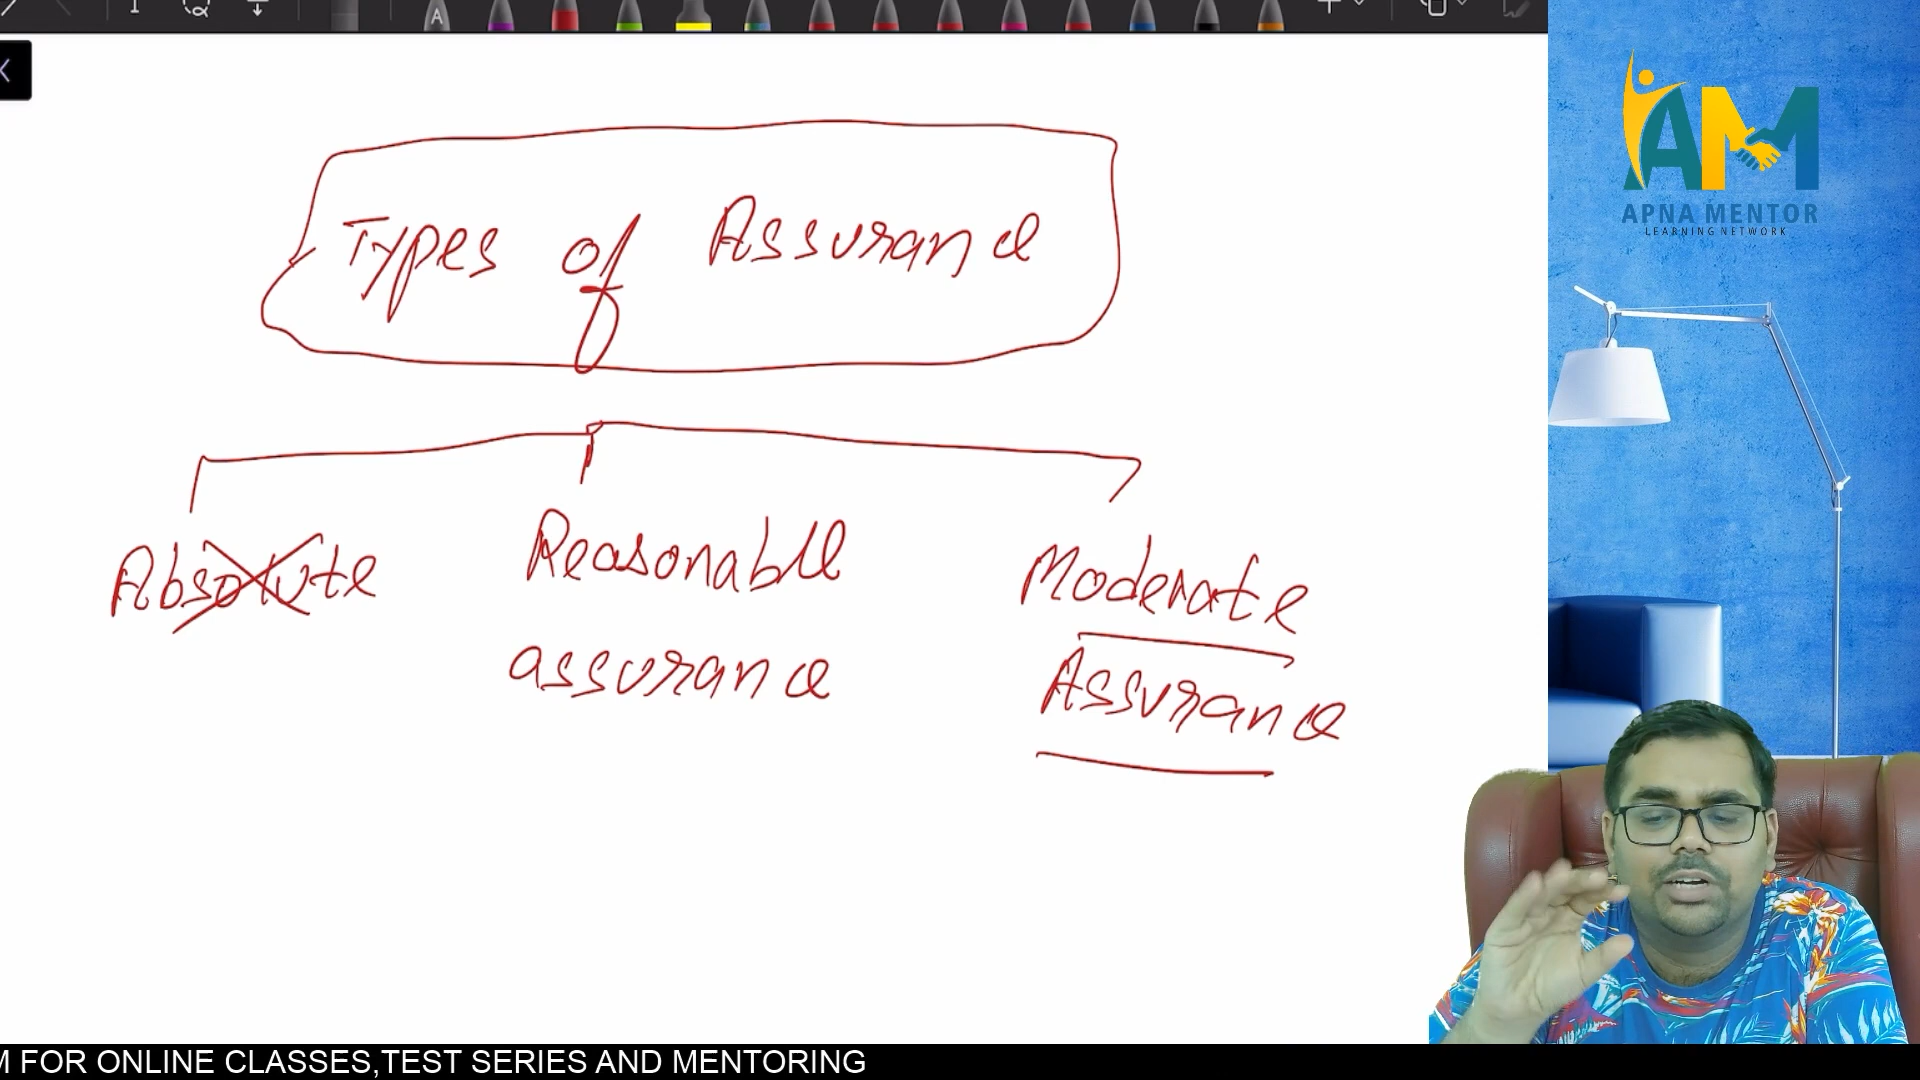 A
AM
APNA MENTOR
LEARNING NETWORK
Types of Assurance
Absolute
Reasonable
assurance
Moderate
Assurance
M FOR ONLINE CLASSES,TEST SERIES AND MENTORING